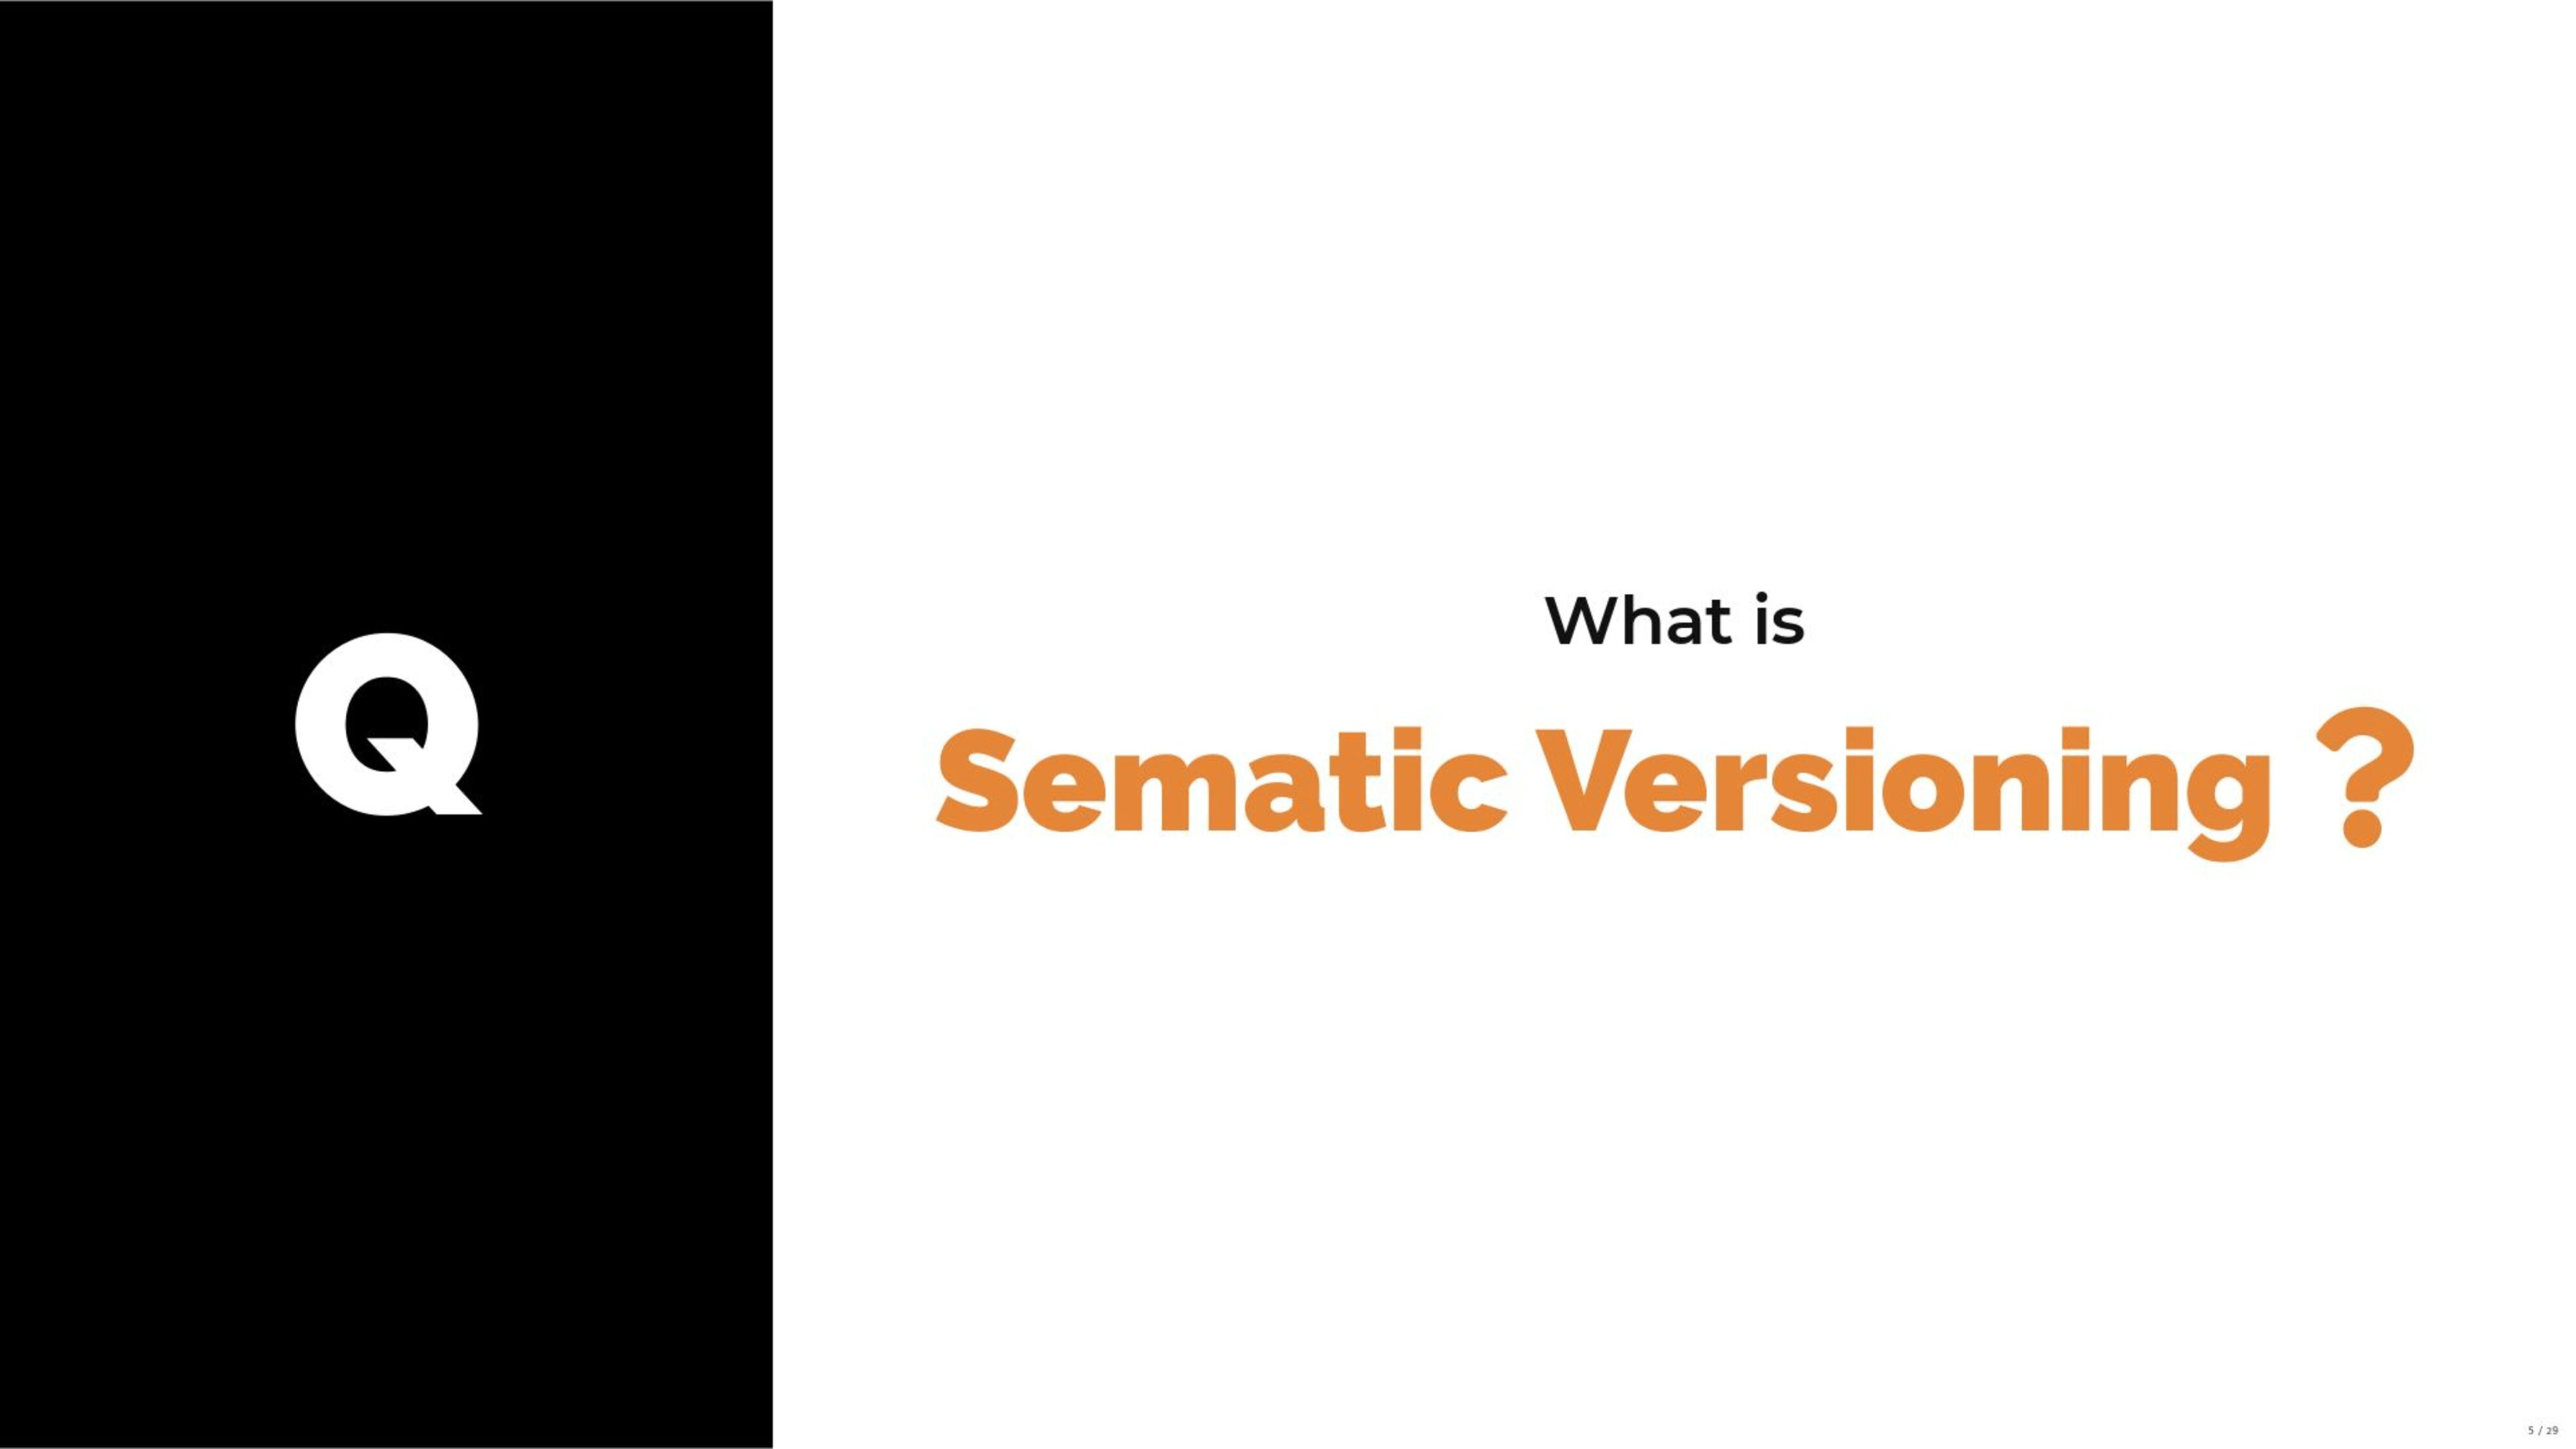 Q
What is
Sematic Versioning ?
5 / 29